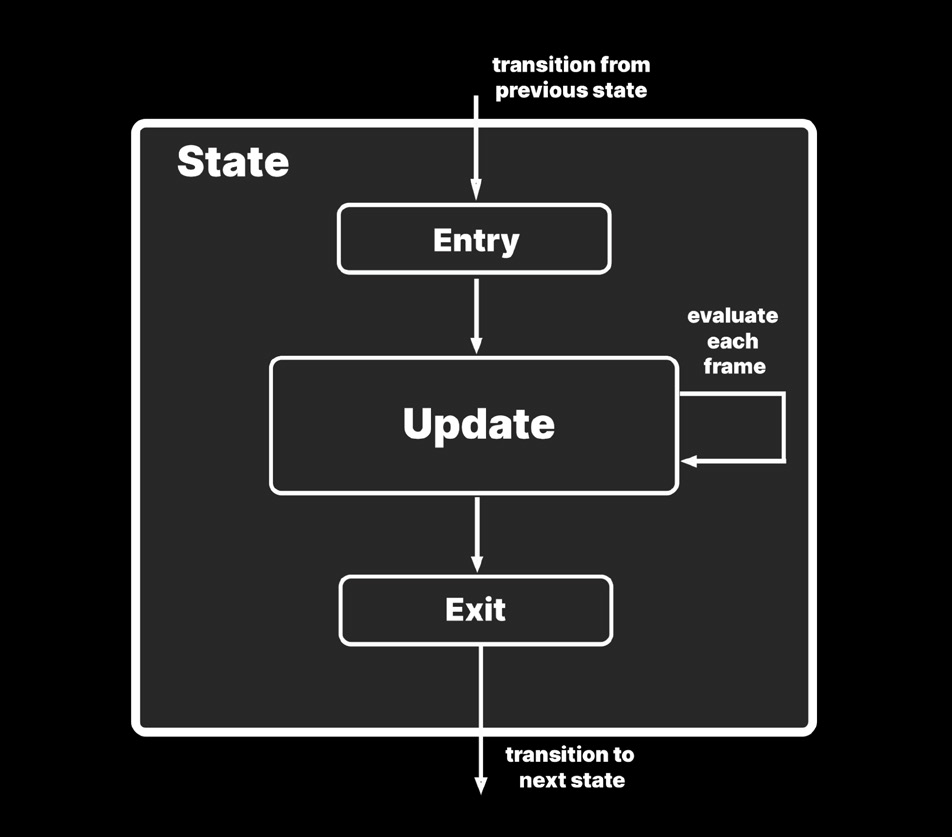 transition from
previous state
State
Entry
evaluate
each
frame
Update
Exit
transition to
next state